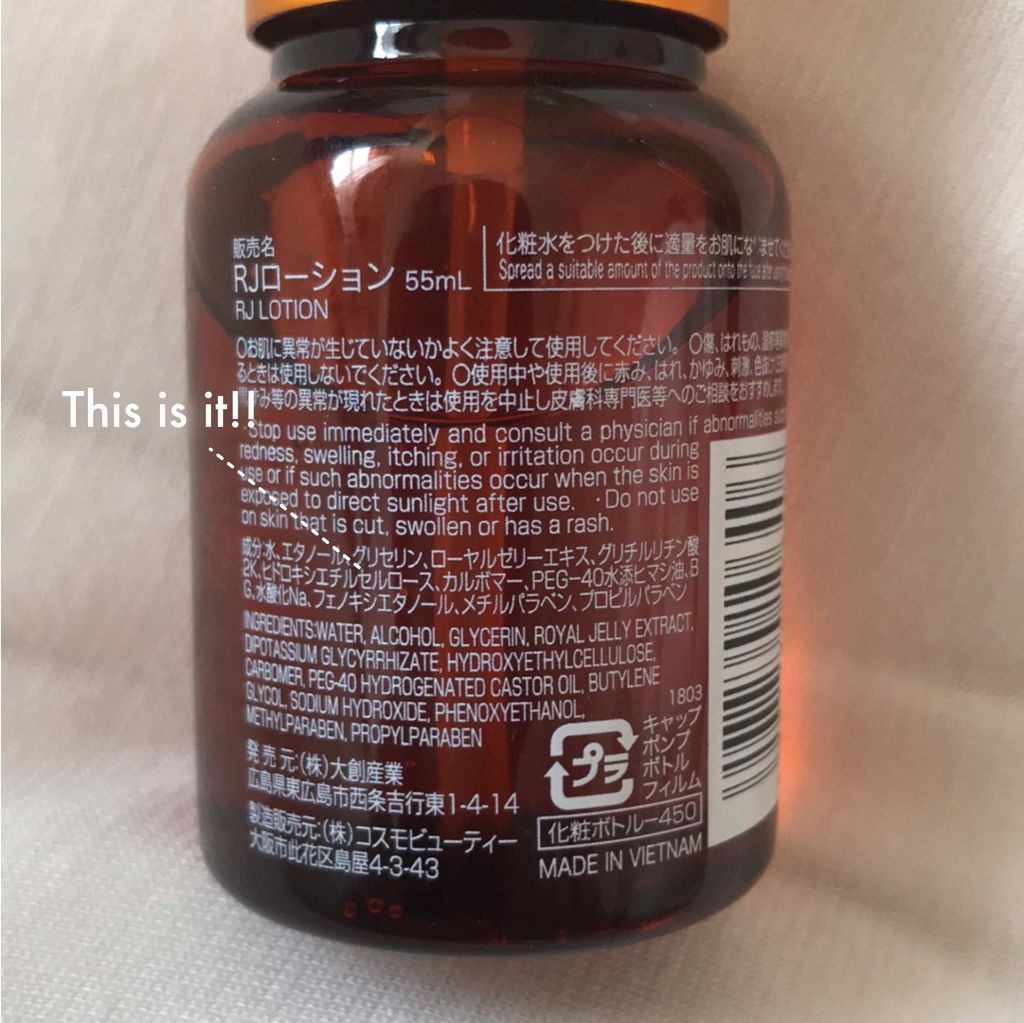 販売名
RJローション 55mL
RJ LOTION
化粧水をつけた後に適量をお肌にな
Spread a suitable amount of the product onto the face after
○お肌に異常が生じていないかよく注意して使用してください。○傷、はれもの、湿疹等
るときは使用しないでください。○使用中や使用後に赤み、はれ、かゆみ、刺激、色抜け
ずみ等の異常が現れたときは使用を中止し皮膚科専門医等へのご相談をおすすめします
This is it!!
Stop use immediately and consult a physician if abnormalities
redness, swelling, itching, or irritation occur during
use or if such abnormalities occur when the skin is
exposed to direct sunlight after use. ・Do not use
on skin that is cut, swollen or has a rash.
成分:水、エタノール、グリセリン、ローヤルゼリーエキス、グリチルリチン酸
2K、ヒドロキシエチルセルロース、カルボマー、PEG-40水添ヒマシ油、B
G、水酸化Na、フェノキシエタノール、メチルパラベン、プロピルパラベン
INGREDIENTS:WATER, ALCOHOL, GLYCERIN, ROYAL JELLY EXTRACT,
DIPOTASSIUM GLYCYRRHIZATE, HYDROXYETHYLCELLULOSE,
CARBOMER, PEG-40 HYDROGENATED CASTOR OIL, BUTYLENE
GLYCOL, SODIUM HYDROXIDE, PHENOXYETHANOL,
METHYLPARABEN, PROPYLPARABEN
発売元:(株)大創産業
広島県東広島市西条吉行東1-4-14
製造販売元:(株)コスモビューティー
大阪市此花区島屋4-3-43
1803
プラ
キャップ
ポンプ
ボトル
フィルム
化粧ボトルー450
MADE IN VIETNAM